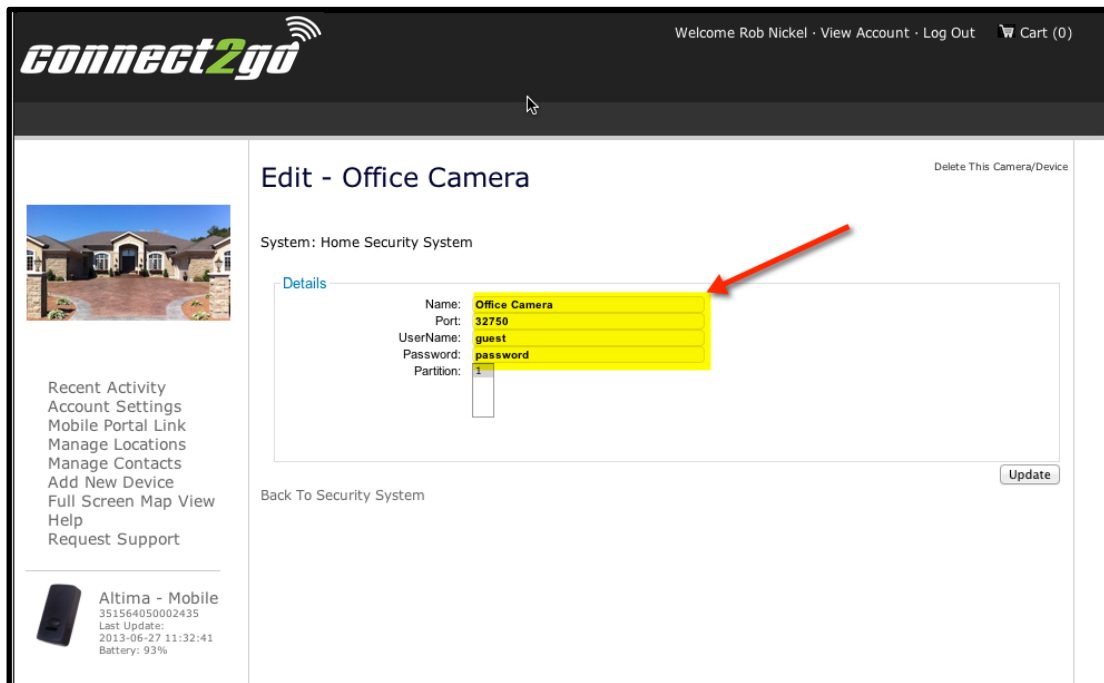 connect2go
Welcome Rob Nickel · View Account · Log Out Cart (0)
Edit - Office Camera
Delete This Camera/Device
System: Home Security System
Details
Name: Office Camera
Port: 32750
UserName: guest
Password: password
Partition: 1
Update
Back To Security System
Recent Activity
Account Settings
Mobile Portal Link
Manage Locations
Manage Contacts
Add New Device
Full Screen Map View
Help
Request Support
Altima - Mobile
351564050002435
Last Update:
2013-06-27 11:32:41
Battery: 93%